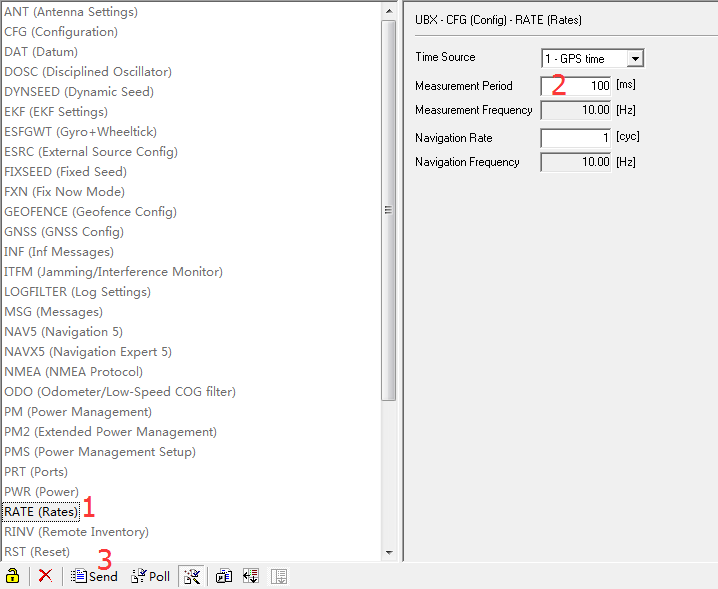 ANT (Antenna Settings)
CFG (Configuration)
DAT (Datum)
DOSC (Disciplined Oscillator)
DYNSEED (Dynamic Seed)
EKF (EKF Settings)
ESFGWT (Gyro+Wheeltick)
ESRC (External Source Config)
FIXSEED (Fixed Seed)
FXN (Fix Now Mode)
GEOFENCE (Geofence Config)
GNSS (GNSS Config)
INF (Inf Messages)
ITFM (Jamming/Interference Monitor)
LOGFILTER (Log Settings)
MSG (Messages)
NAV5 (Navigation 5)
NAVX5 (Navigation Expert 5)
NMEA (NMEA Protocol)
ODO (Odometer/Low-Speed COG filter)
PM (Power Management)
PM2 (Extended Power Management)
PMS (Power Management Setup)
PRT (Ports)
PWR (Power)
RATE (Rates) 1
RINV (Remote Inventory)
RST (Reset)
3
Send Poll
UBX - CFG (Config) - RATE (Rates)
Time Source 1 - GPS time
Measurement Period 2 100 [ms]
Measurement Frequency 10.00 [Hz]
Navigation Rate 1 [cyc]
Navigation Frequency 10.00 [Hz]